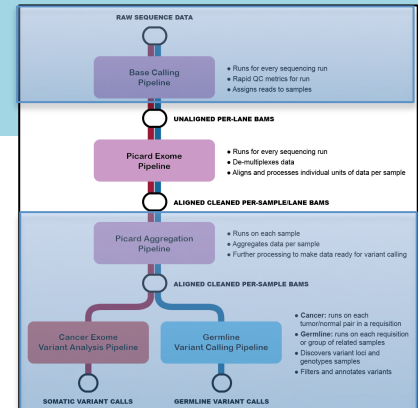 RAW SEQUENCE DATA
Base Calling
Pipeline
• Runs for every sequencing run
• Rapid QC metrics for run
• Assigns reads to samples
UNALIGNED PER-LANE BAMS
Picard Exome
Pipeline
• Runs for every sequencing run
• De-multiplexes data
• Aligns and processes individual units of data per sample
ALIGNED CLEANED PER-SAMPLE/LANE BAMS
Picard Aggregation
Pipeline
• Runs on each sample
• Aggregates data per sample
• Further processing to make data ready for variant calling
ALIGNED CLEANED PER-SAMPLE BAMS
Cancer Exome
Variant Analysis Pipeline
Germline
Variant Calling Pipeline
• Cancer: runs on each
tumor/normal pair in a requisition
• Germline: runs on each requisition
or group of related samples
• Discovers variant loci and
genotypes samples
• Filters and annotates variants
SOMATIC VARIANT CALLS
GERMLINE VARIANT CALLS